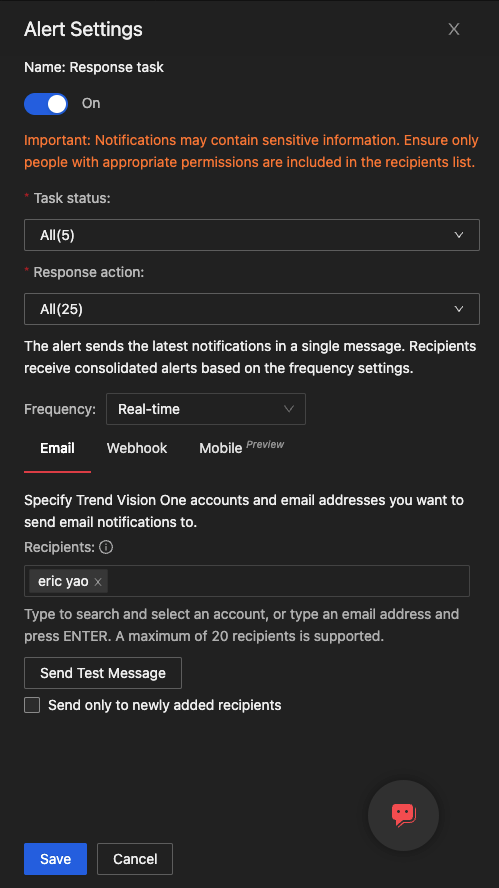 Alert Settings
Name: Response task
On
Important: Notifications may contain sensitive information. Ensure only
people with appropriate permissions are included in the recipients list.
* Task status:
All(5)
* Response action:
All(25)
The alert sends the latest notifications in a single message. Recipients
receive consolidated alerts based on the frequency settings.
Frequency: Real-time
Email Webhook Mobile Preview
Specify Trend Vision One accounts and email addresses you want to
send email notifications to.
Recipients:
eric yao
Type to search and select an account, or type an email address and
press ENTER. A maximum of 20 recipients is supported.
Send Test Message
Send only to newly added recipients
Save Cancel